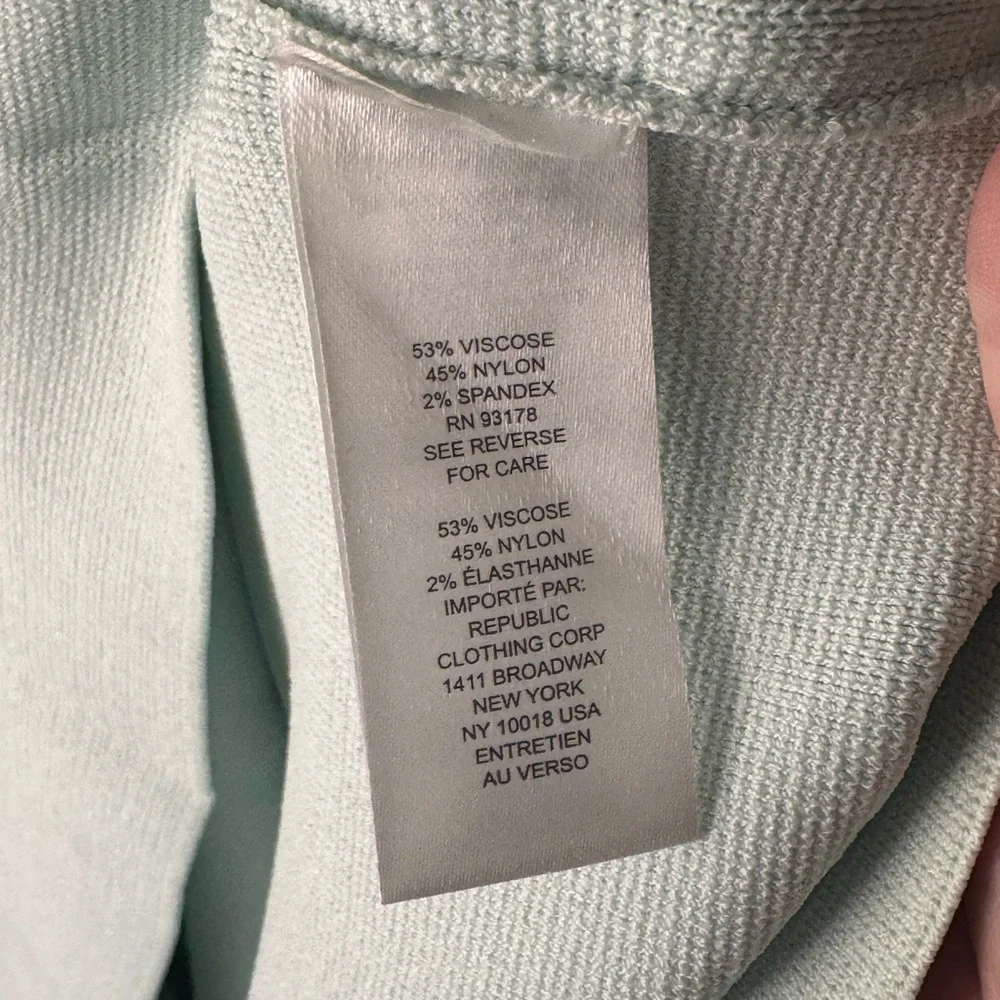 53% VISCOSE
45% NYLON
2% SPANDEX
RN 93178
SEE REVERSE
FOR CARE
53% VISCOSE
45% NYLON
2% ÉLASTHANNE
IMPORTÉ PAR:
REPUBLIC
CLOTHING CORP
1411 BROADWAY
NEW YORK
NY 10018 USA
ENTRETIEN
AU VERSO